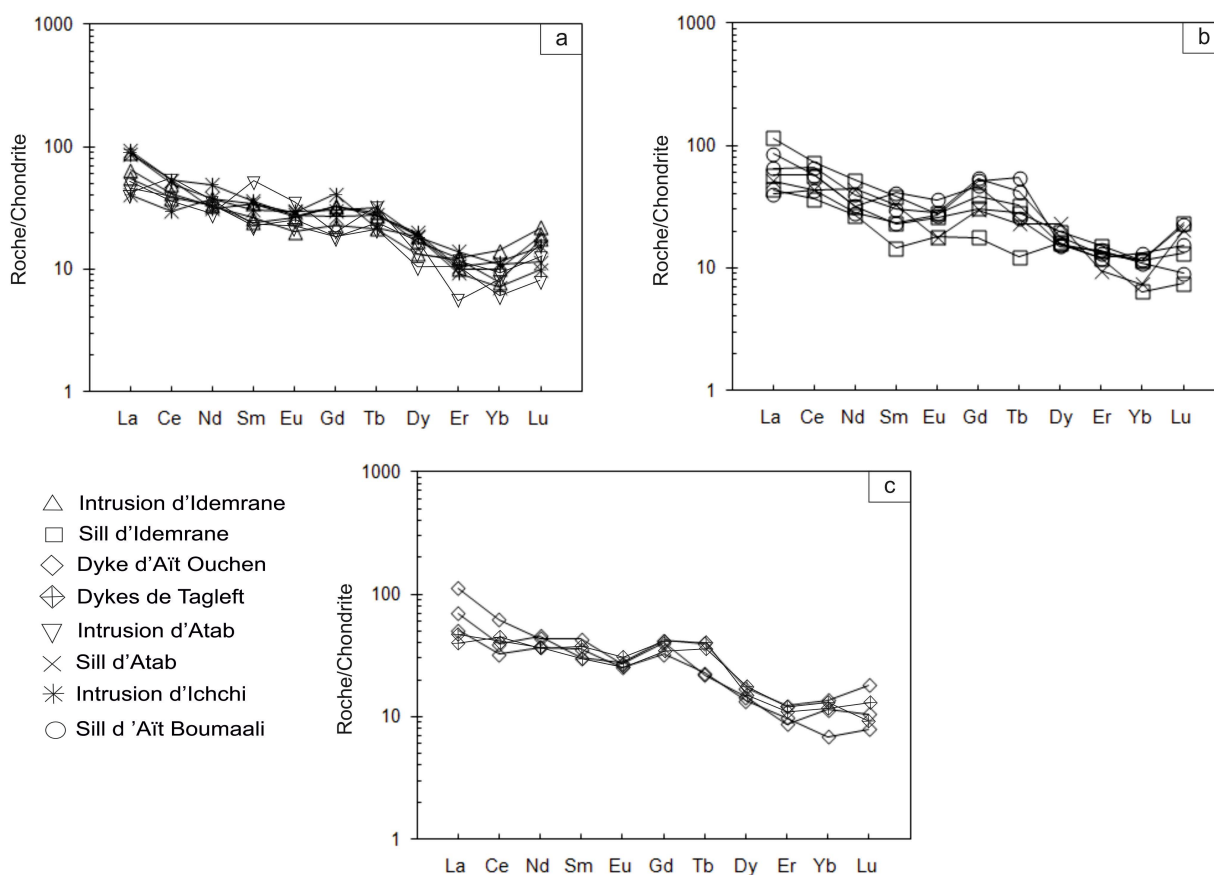 a
1000
100
10
1
Roche/Chondrite
La Ce Nd Sm Eu Gd Tb Dy Er Yb Lu
b
1000
100
10
1
Roche/Chondrite
La Ce Nd Sm Eu Gd Tb Dy Er Yb Lu
c
1000
100
10
1
Roche/Chondrite
La Ce Nd Sm Eu Gd Tb Dy Er Yb Lu
Intrusion d'Idemrane
Sill d'Idemrane
Dyke d'Aït Ouchen
Dykes de Tagleft
Intrusion d'Atab
Sill d'Atab
Intrusion d'Ichchi
Sill d 'Aït Boumaali